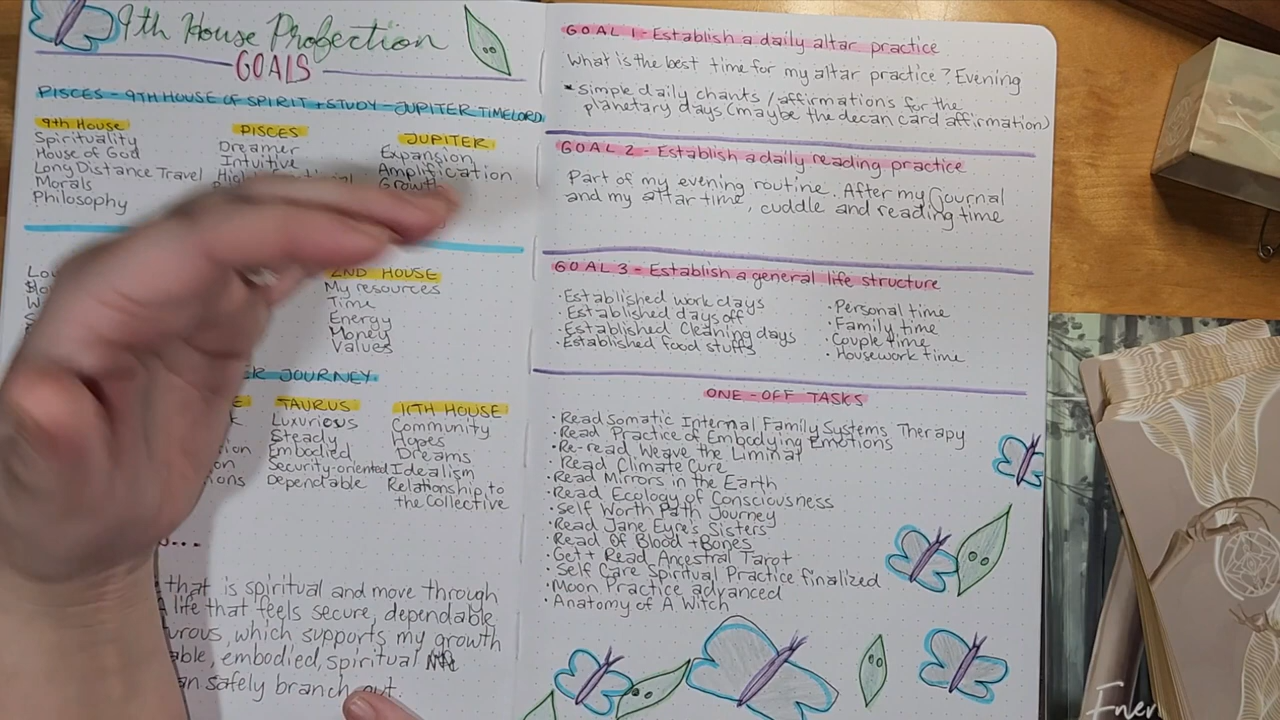 9th House Profection
GOALS
PISCES - 9TH HOUSE OF SPIRIT + STUDY - JUPITER TIMELORD
9th House
Spirituality
House of God
Long Distance Travel
Morals
Philosophy
PISCES
Dreamer
Intuitive
JUPITER
Expansion
Amplification
Growth
2ND HOUSE
My resources
Time
Energy
Money
Values
JOURNEY
TAURUS
Luxurious
Steady
Embodied
Security-oriented
Dependable
11TH HOUSE
Community
Hopes
Dreams
Idealism
Relationship to
the Collective
that is spiritual and move through
life that feels secure, dependable
which supports my growth
embodied, spiritual
safely branch out.
GOAL 1 - Establish a daily altar practice
What is the best time for my altar practice? Evening
* simple daily chants / affirmations for the
planetary days (maybe the decan card affirmation)
GOAL 2 - Establish a daily reading practice
Part of my evening routine. After my journal
and my altar time, cuddle and reading time
GOAL 3 - Establish a general life structure
· Established work days
· Established days off
· Established Cleaning days
· Established food stuffs
· Personal time
· Family time
· Couple time
· Housework time
ONE-OFF TASKS
· Read Somatic Internal Family Systems Therapy
· Read Practice of Embodying Emotions
· Re-read Weave the Liminal
Read Climate Cure
· Read Mirrors in the Earth
· Read Ecology of Consciousness
· Self Worth Path Journey
· Read Jane Eyre's Sisters
· Read Of Blood + Bones
· Get + Read Ancestral Tarot
· Self Care Spiritual Practice finalized
· Moon Practice advanced
· Anatomy of A Witch